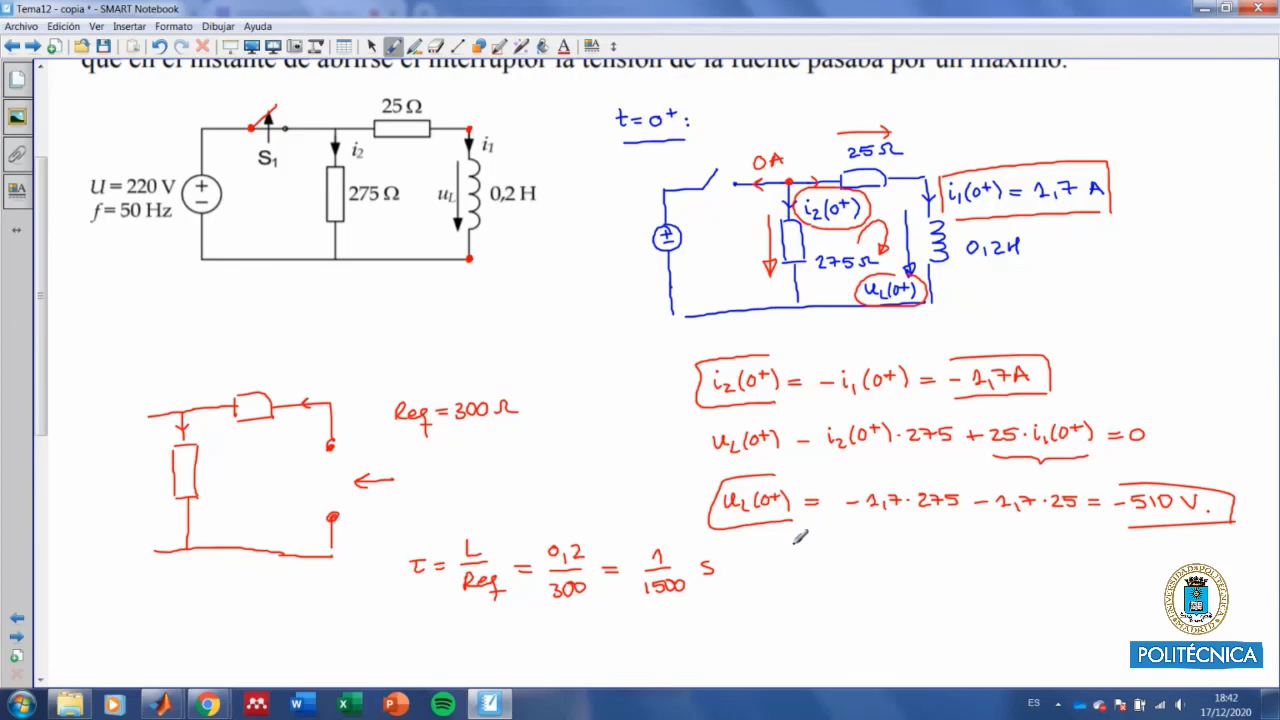 Tema12 - copia * - SMART Notebook
Archivo Edición Ver Insertar Formato Dibujar Ayuda
que en el instante de abrirse el interruptor la tensión de la fuente pasaba por un máximo.
25 Ω
S1
i2
i1
275 Ω
uL
0,2 H
U = 220 V
f = 50 Hz
t=0+:
0A
25Ω
i1(0+) = 1,7 A
i2(0+)
275Ω
0,2H
uL(0+)
i2(0+) = -i1(0+) = -1,7A
uL(0+) - i2(0+)·275 + 25·i1(0+) = 0
uL(0+) = -1,7·275 - 1,7·25 = -510 V.
Req = 300 Ω
τ = L/Req = 0,2/300 = 1/1500 s
POLITÉCNICA
ES
18:42
17/12/2020